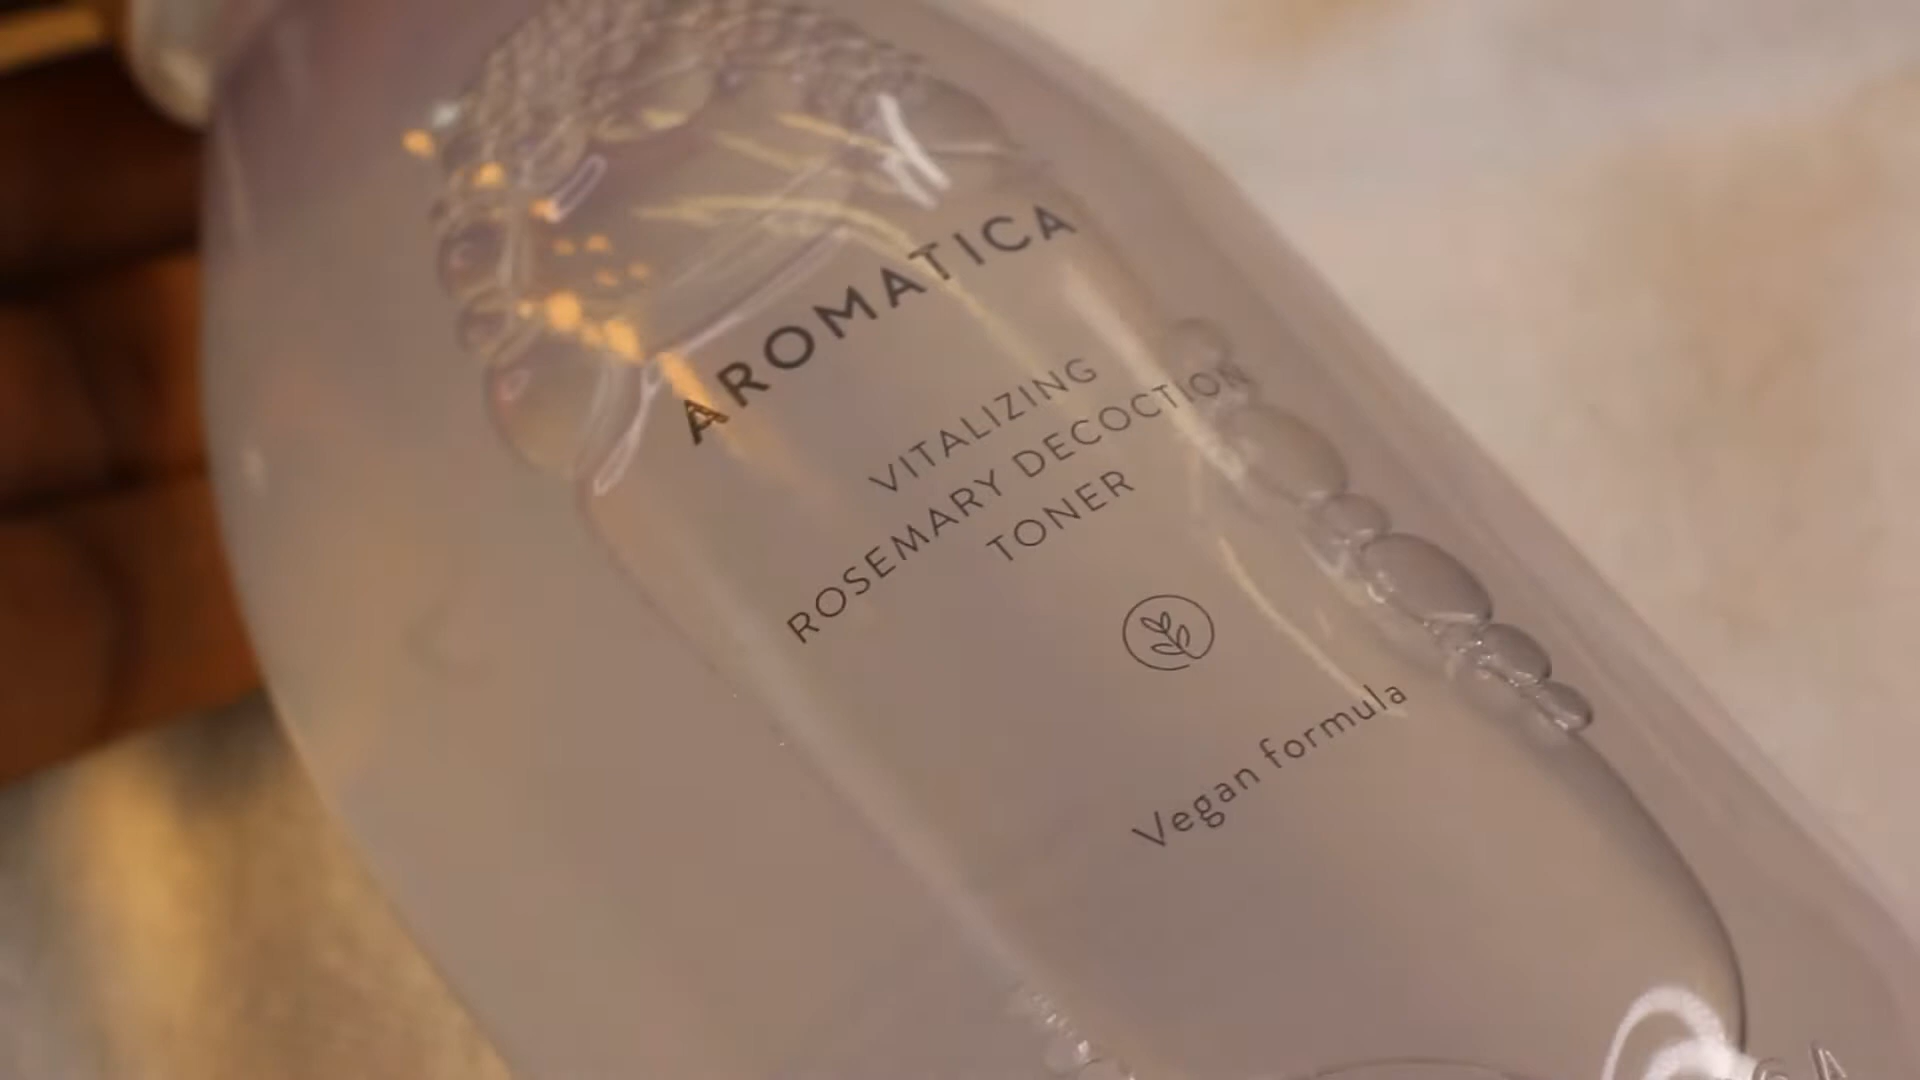 AROMATICA
VITALIZING
ROSEMARY DECOCTION
TONER
Vegan formula